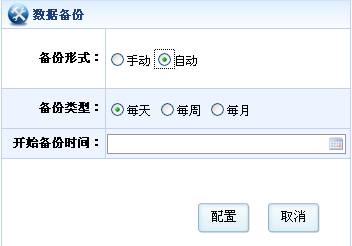 数据备份
备份形式： 手动 自动
备份类型： 每天 每周 每月
开始备份时间：
配置 取消